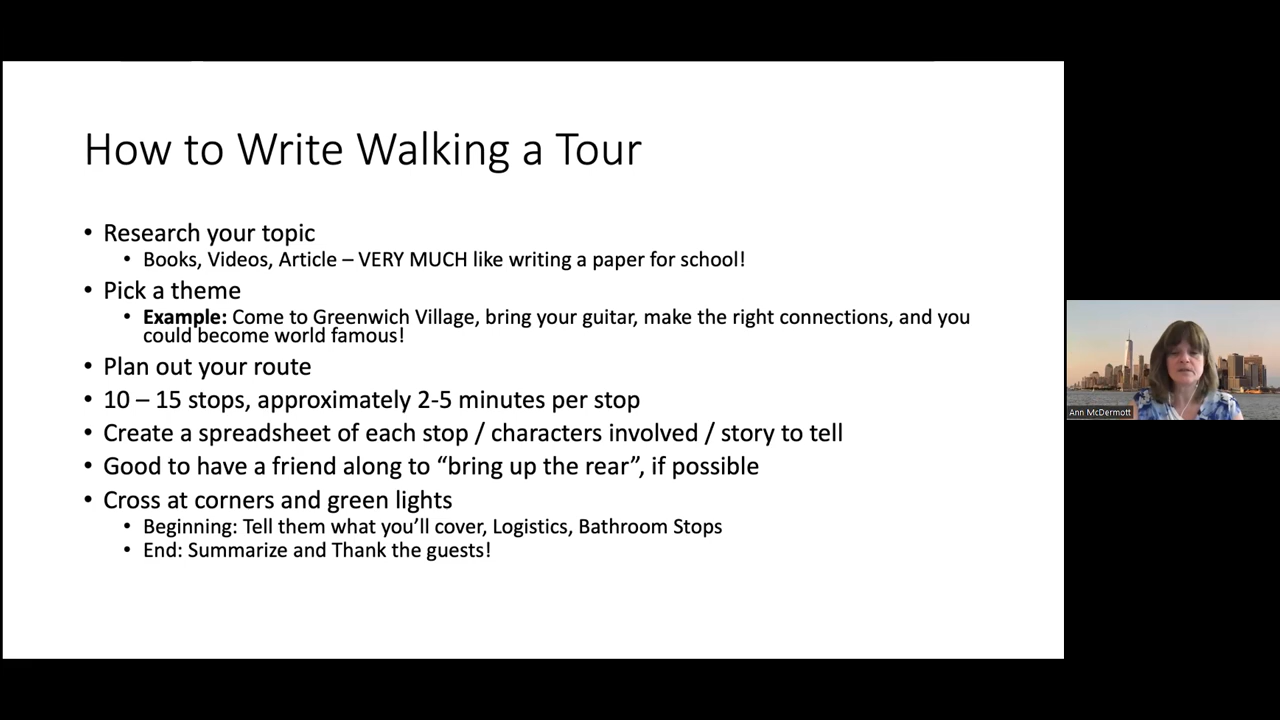 How to Write Walking a Tour
• Research your topic
• Books, Videos, Article – VERY MUCH like writing a paper for school!
• Pick a theme
• Example: Come to Greenwich Village, bring your guitar, make the right connections, and you
could become world famous!
• Plan out your route
• 10 – 15 stops, approximately 2-5 minutes per stop
• Create a spreadsheet of each stop / characters involved / story to tell
• Good to have a friend along to “bring up the rear”, if possible
• Cross at corners and green lights
• Beginning: Tell them what you’ll cover, Logistics, Bathroom Stops
• End: Summarize and Thank the guests!
Ann McDermott